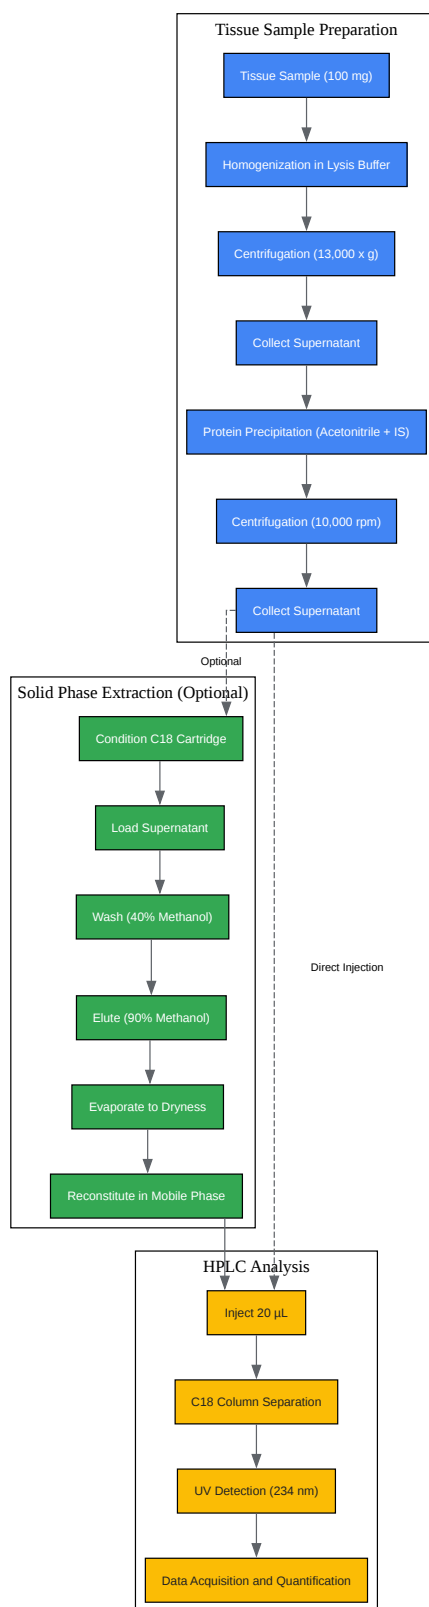 Tissue Sample Preparation
Tissue Sample (100 mg)
Homogenization in Lysis Buffer
Centrifugation (13,000 x g)
Collect Supernatant
Protein Precipitation (Acetonitrile + IS)
Centrifugation (10,000 rpm)
Collect Supernatant
Optional
Solid Phase Extraction (Optional)
Condition C18 Cartridge
Load Supernatant
Wash (40% Methanol)
Direct Injection
Elute (90% Methanol)
Evaporate to Dryness
Reconstitute in Mobile Phase
HPLC Analysis
Inject 20 µL
C18 Column Separation
UV Detection (234 nm)
Data Acquisition and Quantification